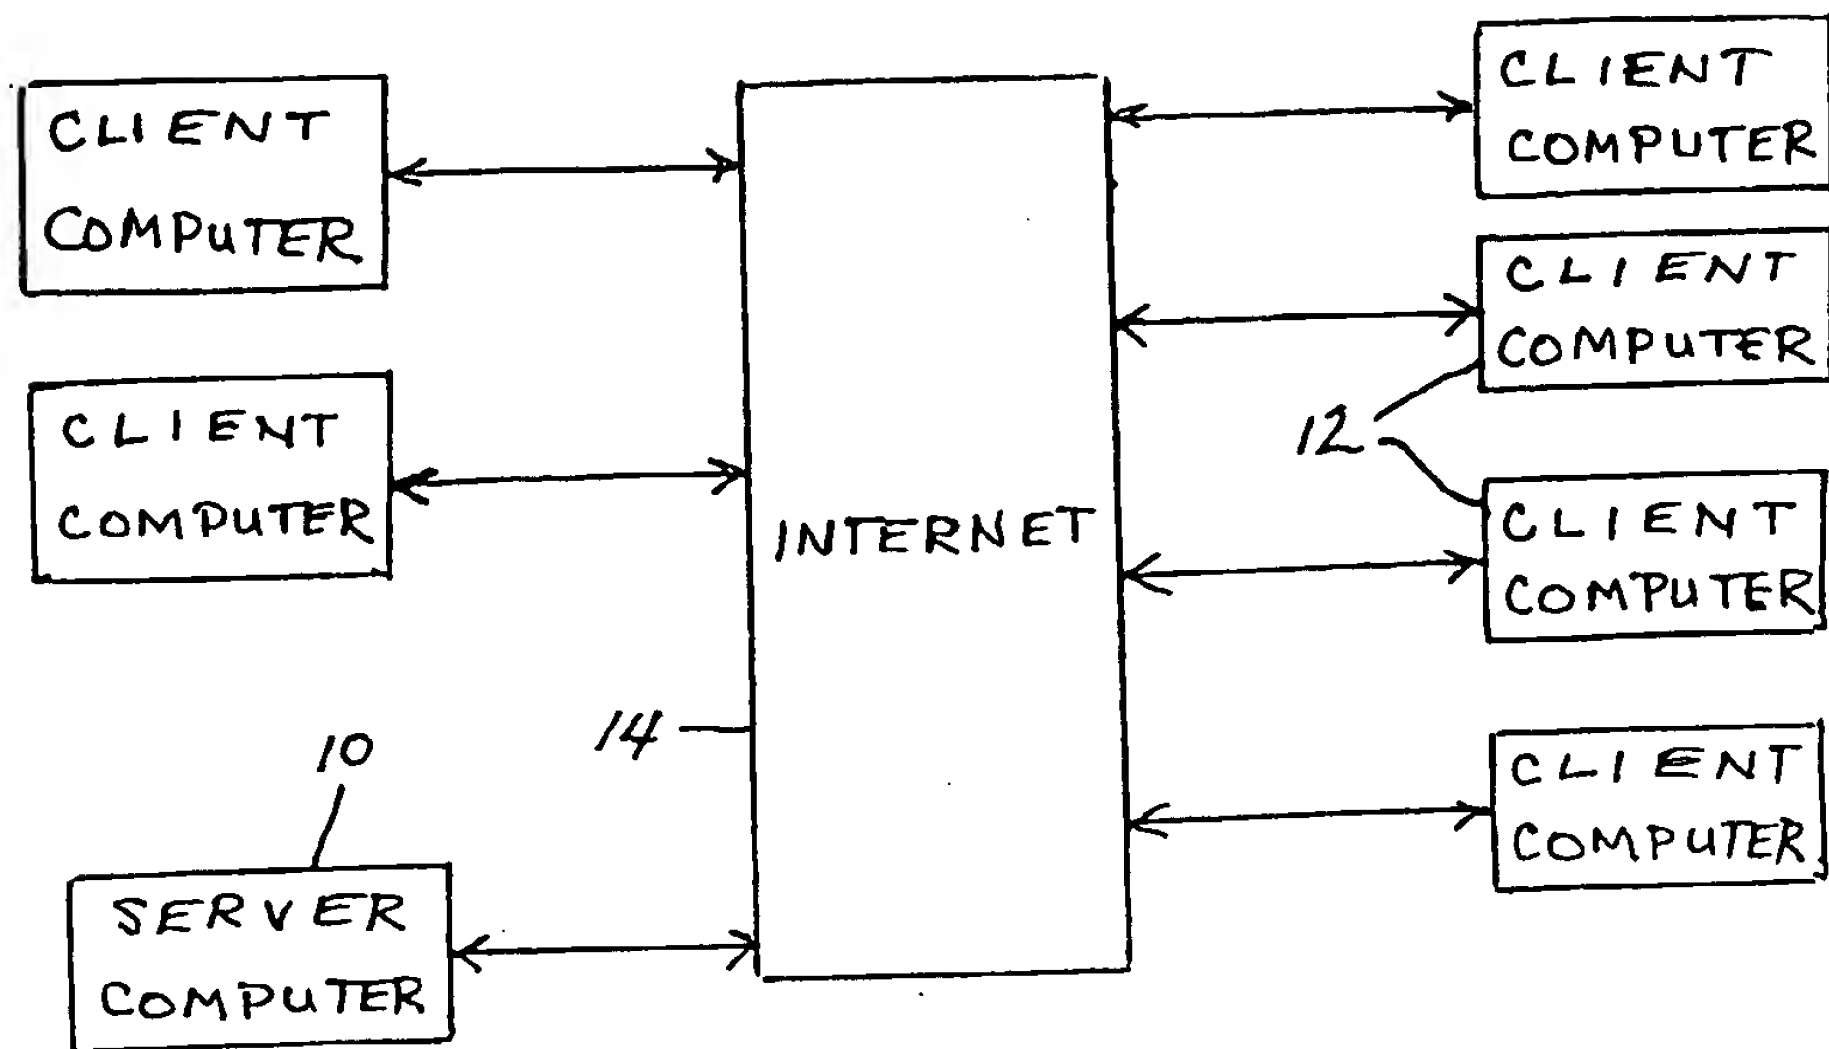 CLIENT
COMPUTER
CLIENT
COMPUTER
10
SERVER
COMPUTER
14
INTERNET
CLIENT
COMPUTER
CLIENT
COMPUTER
12
CLIENT
COMPUTER
CLIENT
COMPUTER